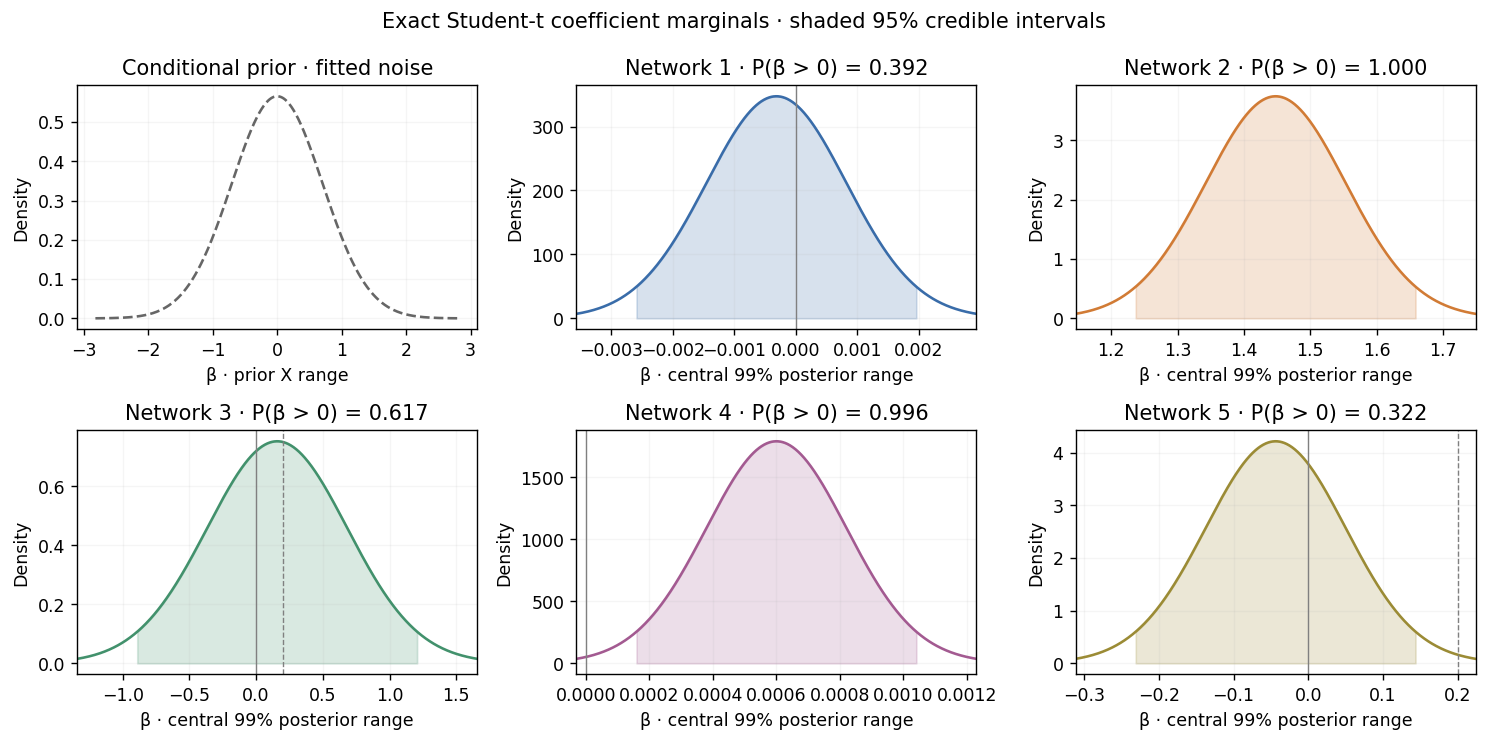 Exact Student-t coefficient marginals · shaded 95% credible intervals
Conditional prior · fitted noise
Density
0.5
0.4
0.3
0.2
0.1
0.0
−3 −2 −1 0 1 2 3
β · prior X range
Network 1 · P(β > 0) = 0.392
Density
300
200
100
0
−0.003 −0.002 −0.001 0.000 0.001 0.002
β · central 99% posterior range
Network 2 · P(β > 0) = 1.000
Density
3
2
1
0
1.2 1.3 1.4 1.5 1.6 1.7
β · central 99% posterior range
Network 3 · P(β > 0) = 0.617
Density
0.6
0.4
0.2
0.0
−1.0 −0.5 0.0 0.5 1.0 1.5
β · central 99% posterior range
Network 4 · P(β > 0) = 0.996
Density
1500
1000
500
0
0.0000 0.0002 0.0004 0.0006 0.0008 0.0010 0.0012
β · central 99% posterior range
Network 5 · P(β > 0) = 0.322
Density
4
3
2
1
0
−0.3 −0.2 −0.1 0.0 0.1 0.2
β · central 99% posterior range